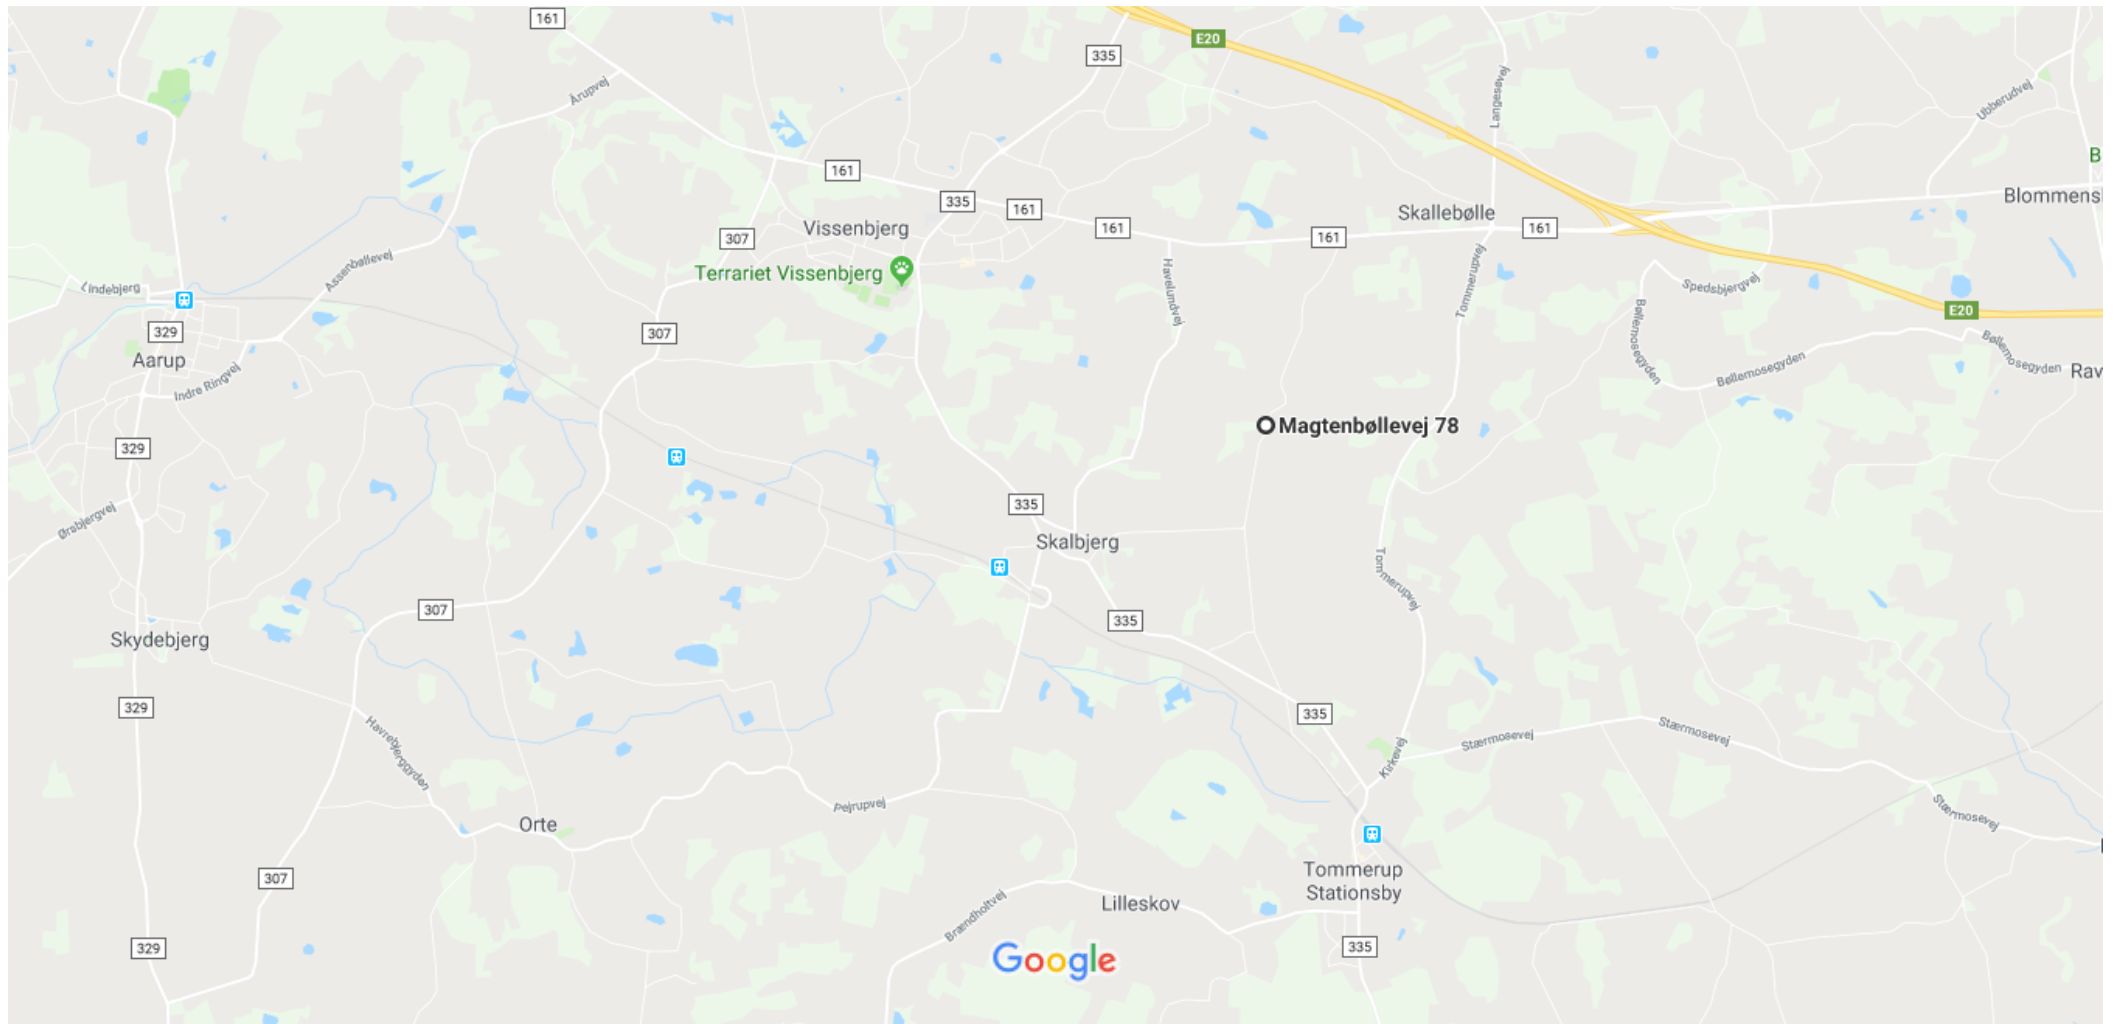 161
335
E20
Årupvej
Langesøvej
Ubberudvej
B
161
335
161
Blommens
Skallebølle
161
161
161
Vissenbjerg
307
Terrariet Vissenbjerg
Assenbøllevej
Havelundvej
Tommerupvej
Spedsbjergvej
Lindebjerg
E20
329
307
Bøllemosegyden
Bøllemosegyden
Bøllemosegyden
Aarup
Rav
Indre Ringvej
Magtenbøllevej 78
329
335
Ørsbjergvej
Skalbjerg
Tommerupvej
307
335
Skydebjerg
329
335
Havrebjerggyden
Kirkevej
Stærmosevej
Stærmosevej
Pejrupvej
Stærmosevej
Orte
Tommerup
Stationsby
307
Lilleskov
Brændholtvej
329
335
Google